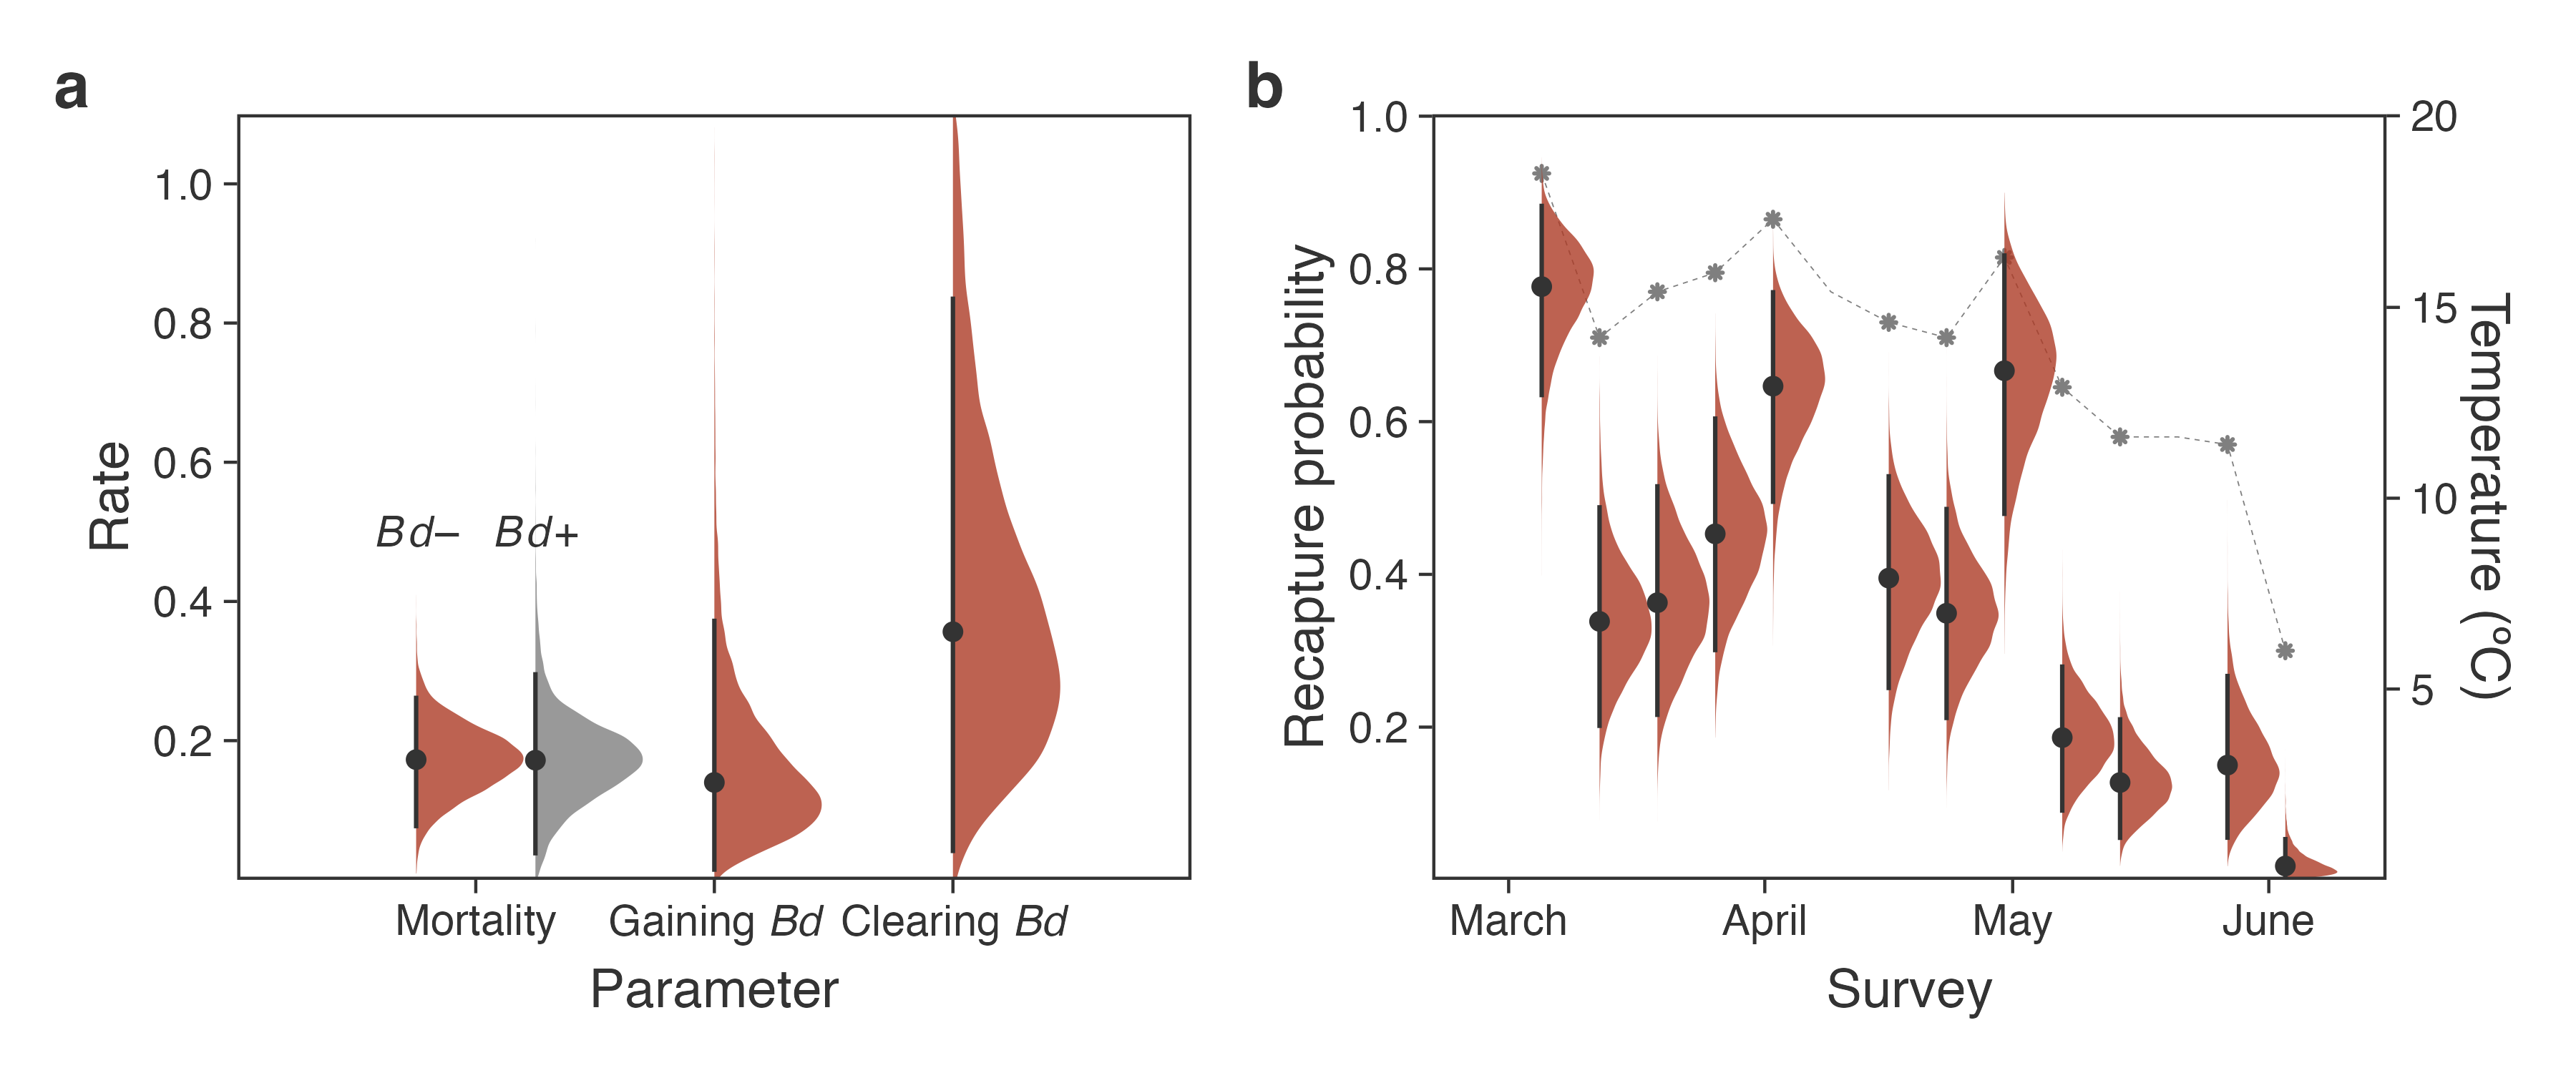 a
Rate
1.0
0.8
0.6
0.4
0.2
Bd− Bd+
Mortality Gaining Bd Clearing Bd
Parameter
b
Recapture probability
1.0
0.8
0.6
0.4
0.2
20
15
10
5
Temperature (ºC)
March April May June
Survey